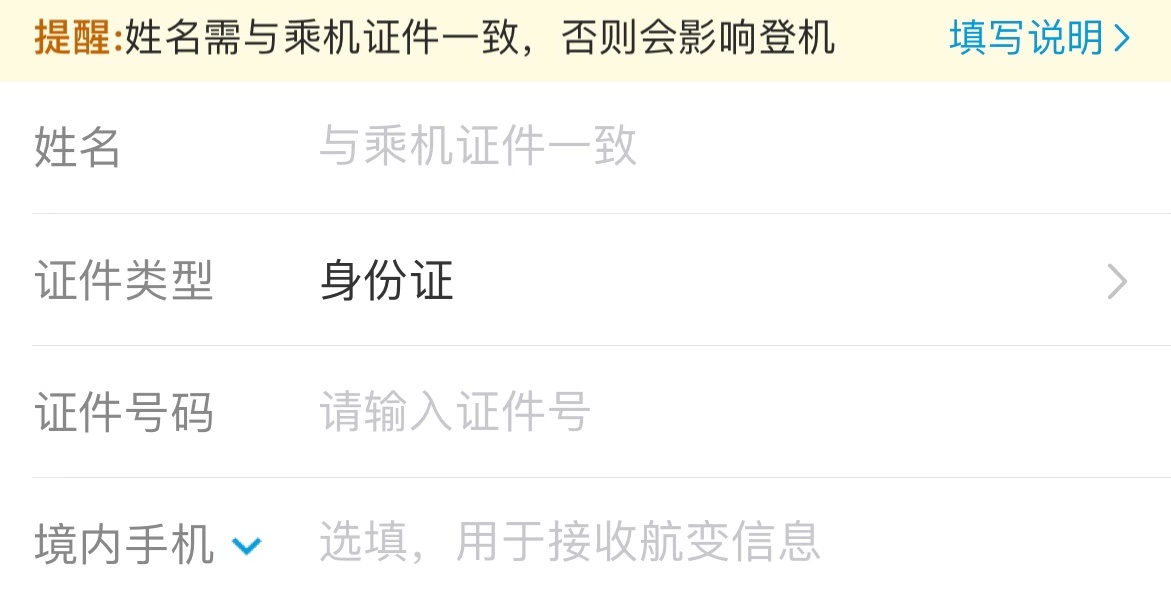 提醒:姓名需与乘机证件一致，否则会影响登机 填写说明
姓名 与乘机证件一致
证件类型 身份证
证件号码 请输入证件号
境内手机 选填，用于接收航变信息